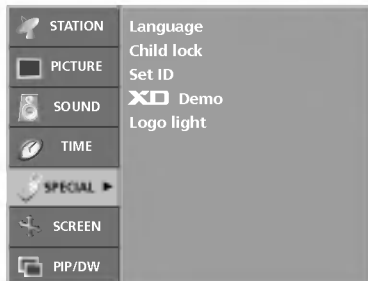 STATION
PICTURE
SOUND
TIME
SPECIAL
SCREEN
PIP/DW
Language
Child lock
Set ID
XD Demo
Logo light